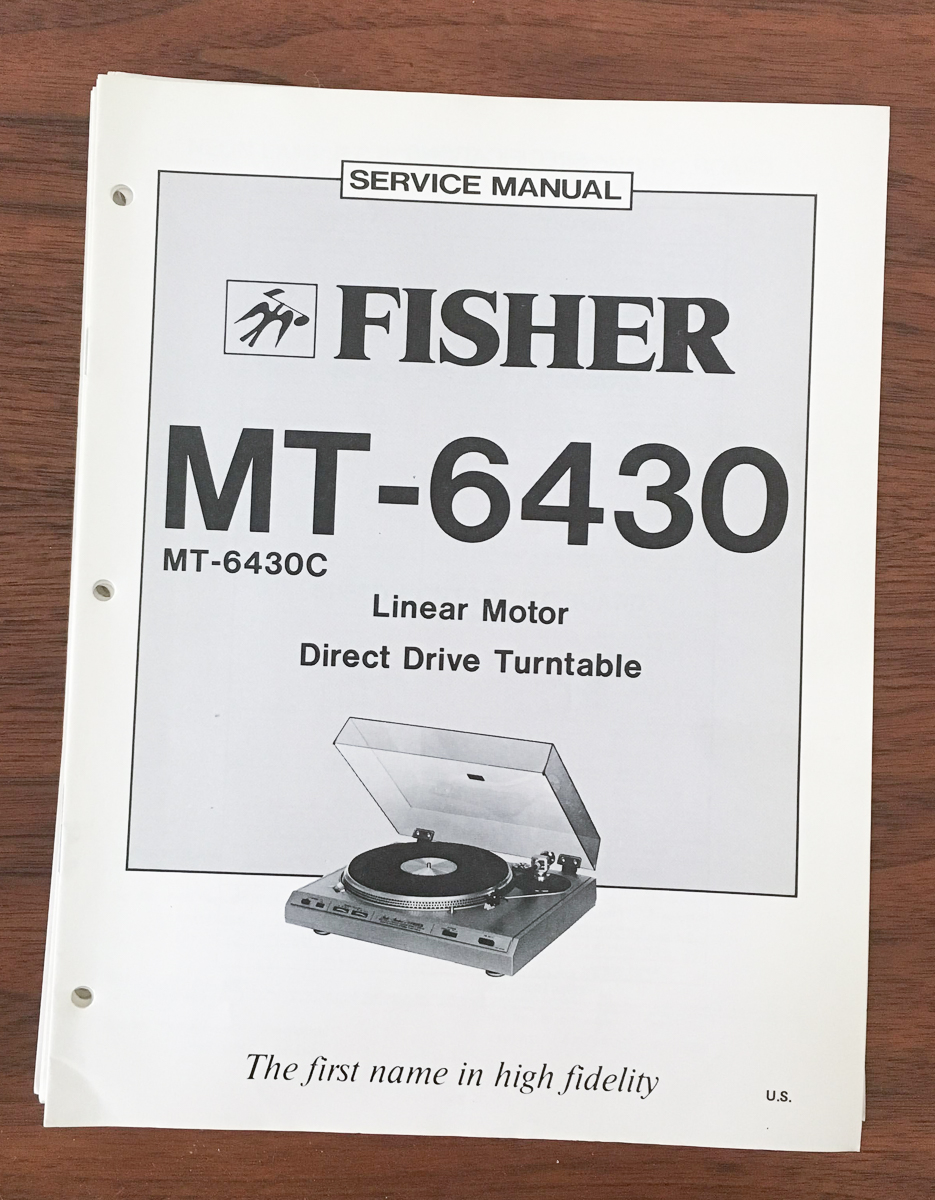 SERVICE MANUAL
FISHER
MT-6430
MT-6430C
Linear Motor
Direct Drive Turntable
The first name in high fidelity
U.S.